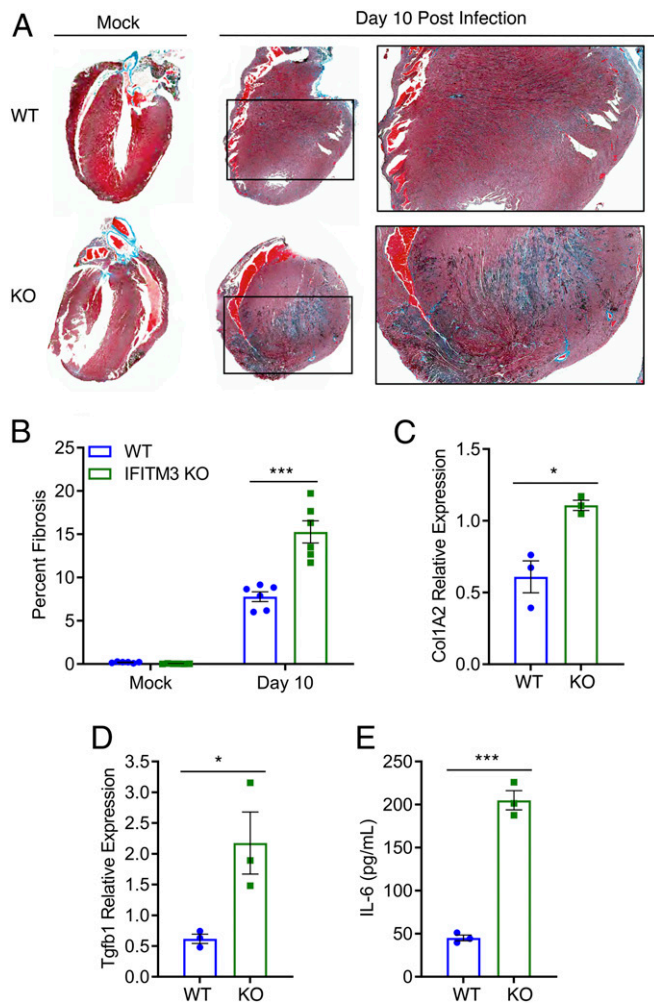 A
Mock
Day 10 Post Infection
WT
KO
B
WT
IFITM3 KO
Percent Fibrosis
25
20
15
10
5
0
***
Mock
Day 10
C
Col1A2 Relative Expression
1.5
1.0
0.5
0.0
*
WT
KO
D
Tgfb1 Relative Expression
3.5
3.0
2.5
2.0
1.5
1.0
0.5
0.0
*
WT
KO
E
IL-6 (pg/mL)
250
200
150
100
50
0
***
WT
KO